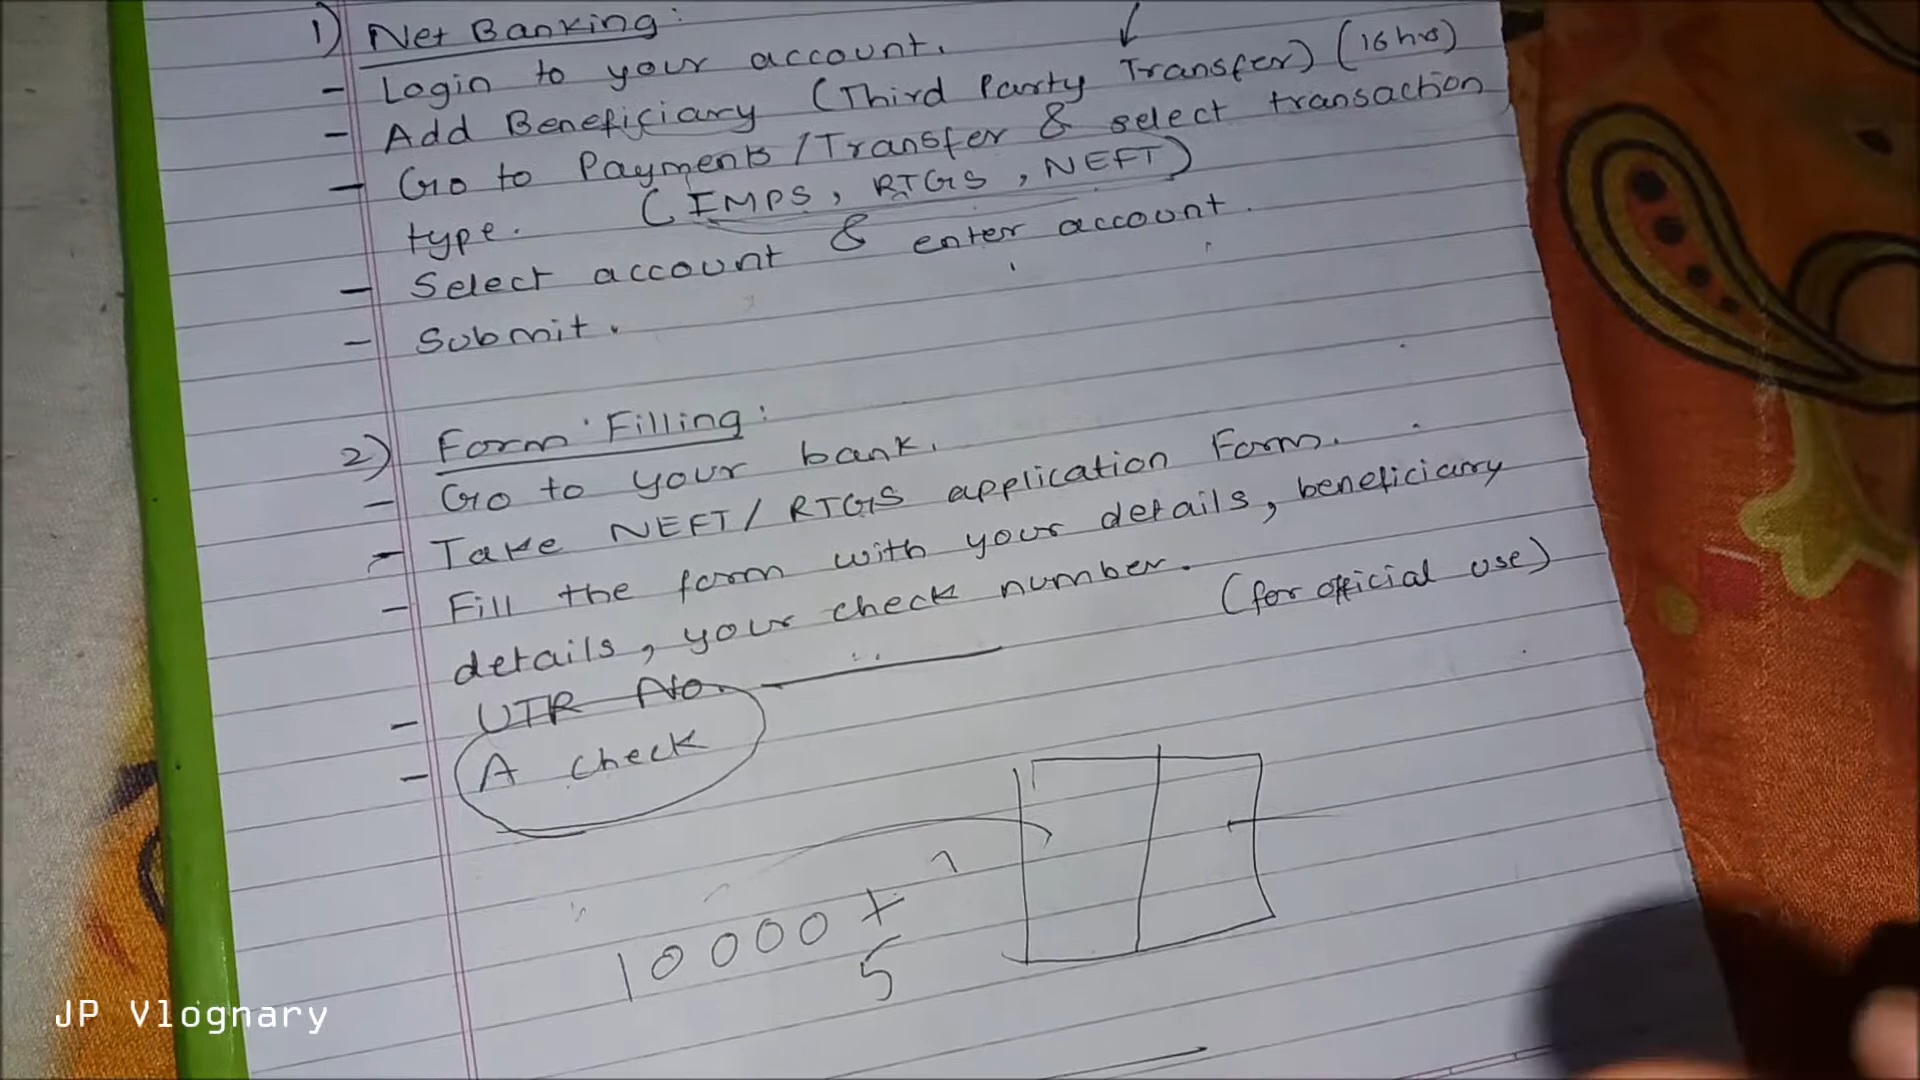 1) Net Banking:
- Login to your account.
- Add Beneficiary (Third Party Transfer) (16 hrs)
- Go to Payments/Transfer & select transaction
type. (IMPS, RTGS, NEFT)
- Select account & enter account.
- Submit.
2) Form Filling:
- Go to your bank.
- Take NEFT/RTGS application Form.
- Fill the form with your details, beneficiary
details, your check number.
- UTR No. (for official use)
- A check
10000 +
5
JP Vlognary